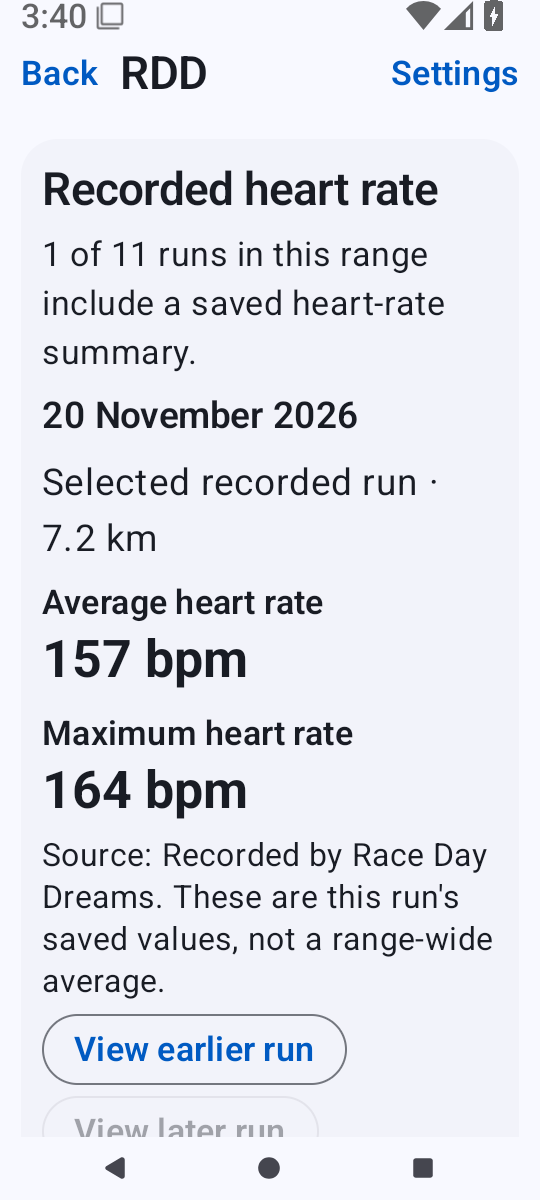 3:40
Back RDD Settings
Recorded heart rate
1 of 11 runs in this range
include a saved heart-rate
summary.
20 November 2026
Selected recorded run ·
7.2 km
Average heart rate
157 bpm
Maximum heart rate
164 bpm
Source: Recorded by Race Day
Dreams. These are this run's
saved values, not a range-wide
average.
View earlier run
View later run